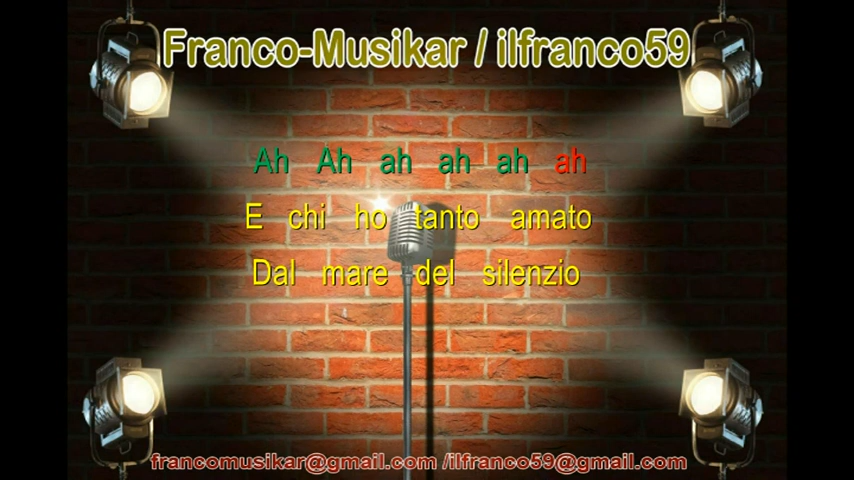 Franco-Musikar / ilfranco59
Ah Ah ah ah ah ah
E chi ho tanto amato
Dal mare del silenzio
francomusikar@gmail.com /ilfranco59@gmail.com